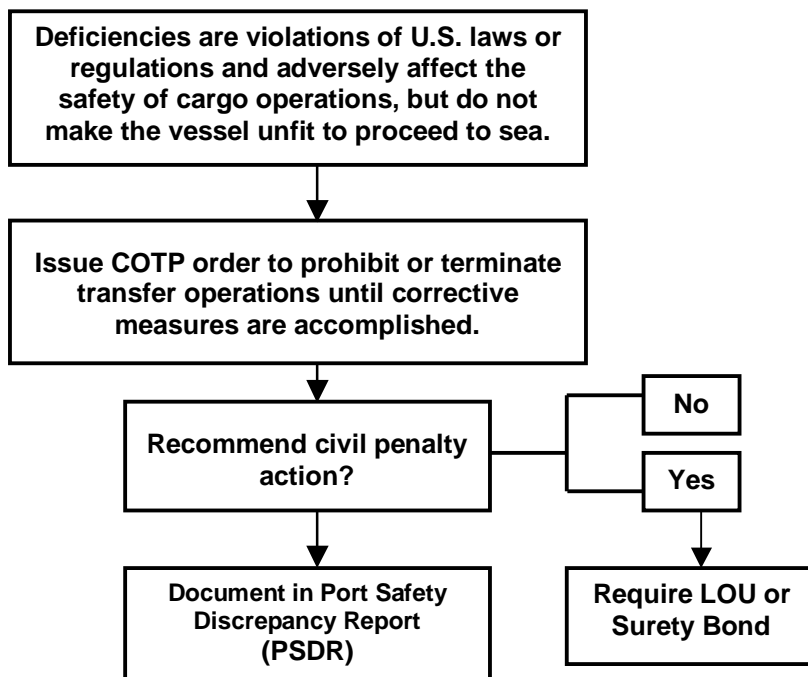 Deficiencies are violations of U.S. laws or
regulations and adversely affect the
safety of cargo operations, but do not
make the vessel unfit to proceed to sea.
Issue COTP order to prohibit or terminate
transfer operations until corrective
measures are accomplished.
Recommend civil penalty
action?
No
Yes
Document in Port Safety
Discrepancy Report
(PSDR)
Require LOU or
Surety Bond